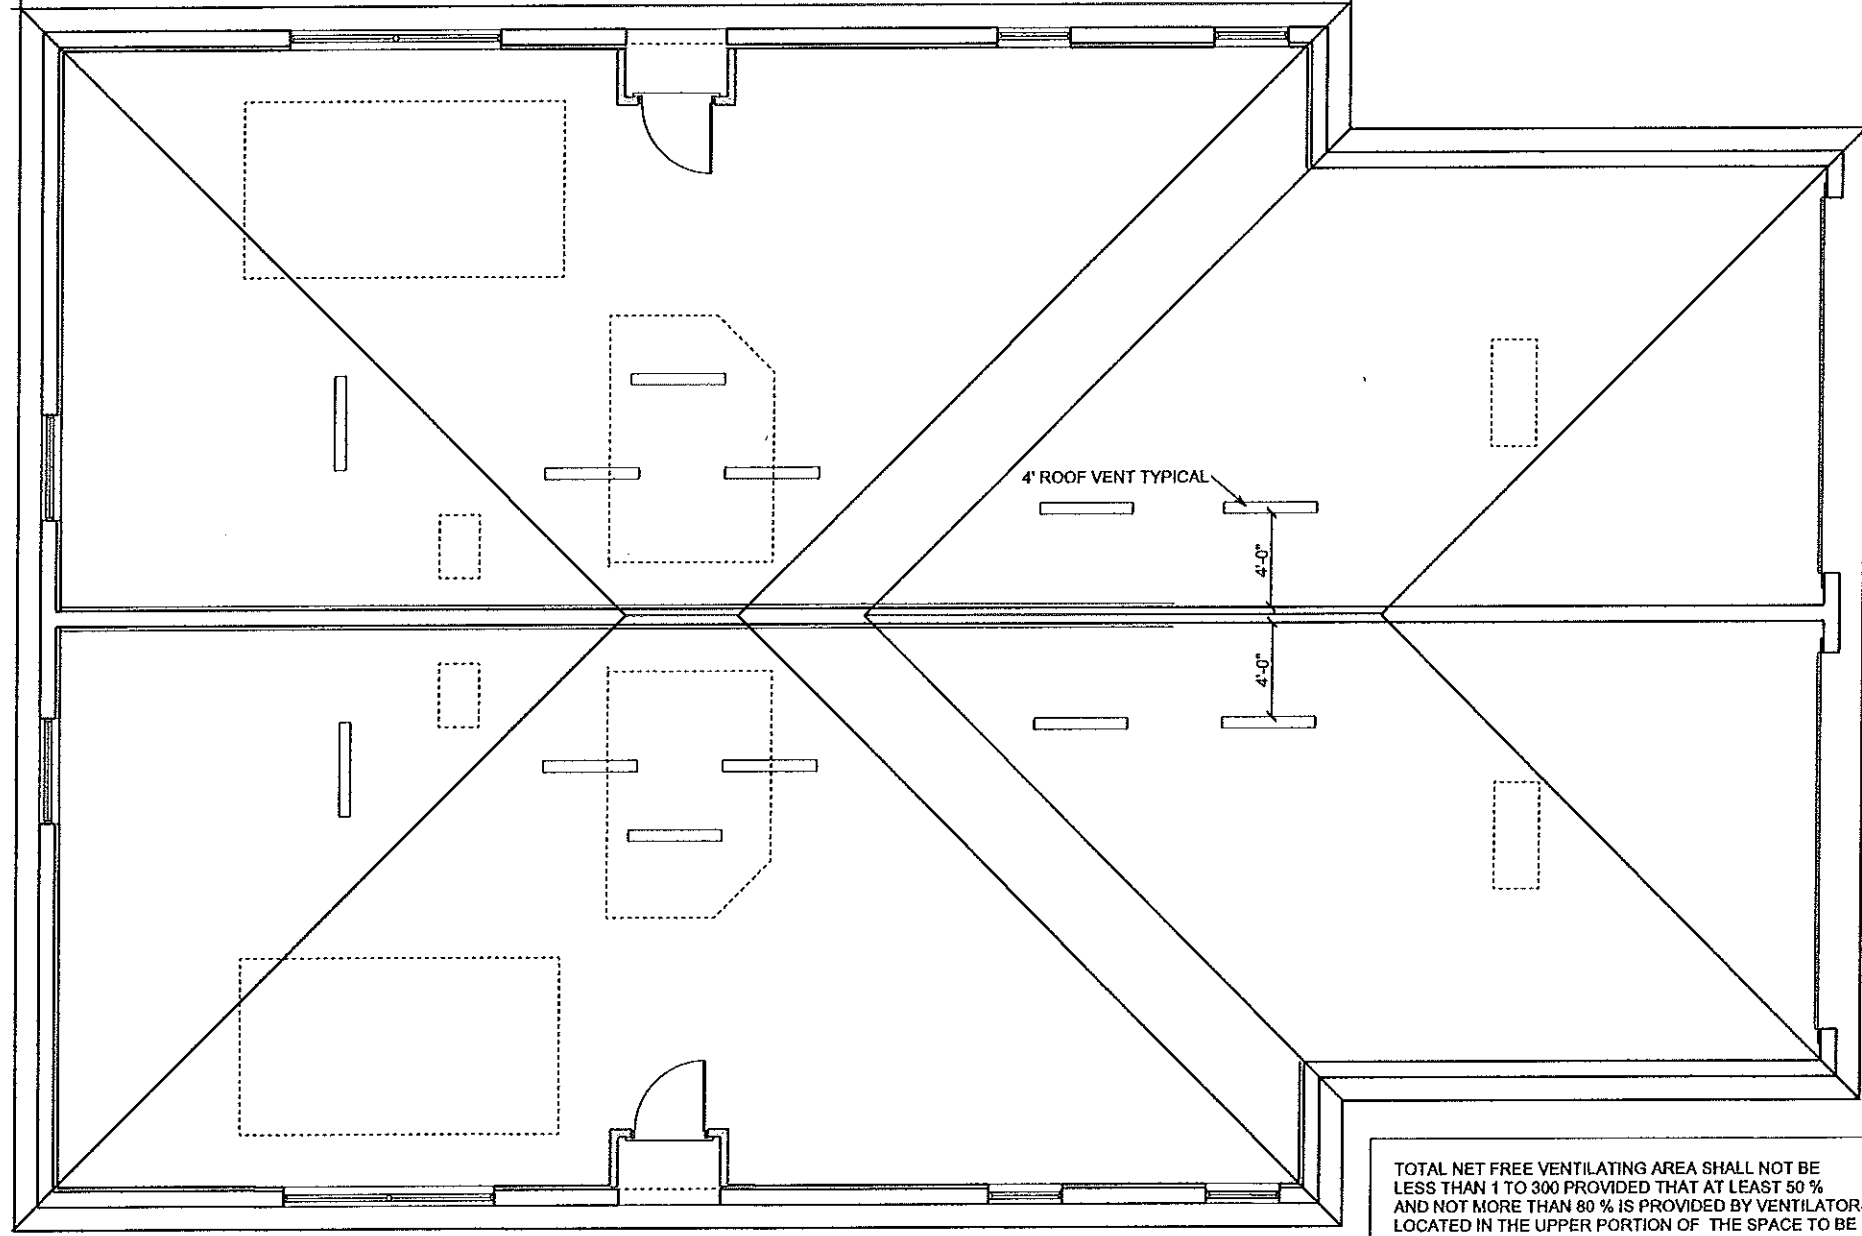 4' ROOF VENT TYPICAL
4'-0"
4'-0"
TOTAL NET FREE VENTILATING AREA SHALL NOT BE
LESS THAN 1 TO 300 PROVIDED THAT AT LEAST 50 %
AND NOT MORE THAN 80 % IS PROVIDED BY VENTILATOR
LOCATED IN THE UPPER PORTION OF THE SPACE TO BE